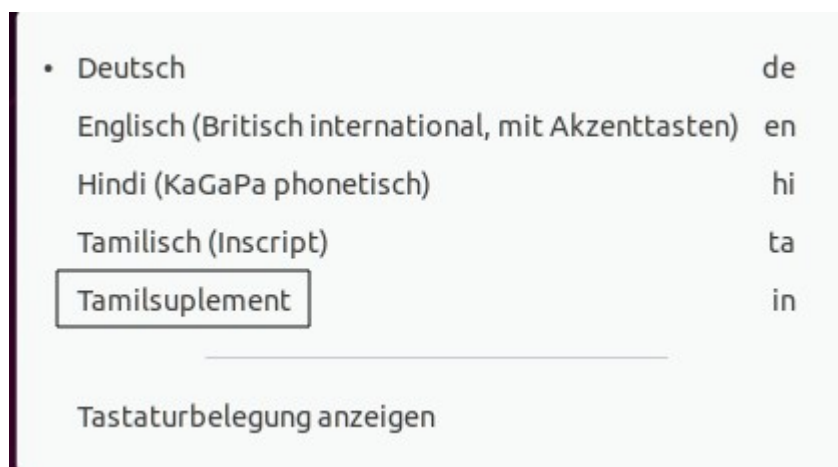 • Deutsch de
Englisch (Britisch international, mit Akzenttasten) en
Hindi (KaGaPa phonetisch) hi
Tamilisch (Inscript) ta
Tamilsuplement in
Tastaturbelegung anzeigen